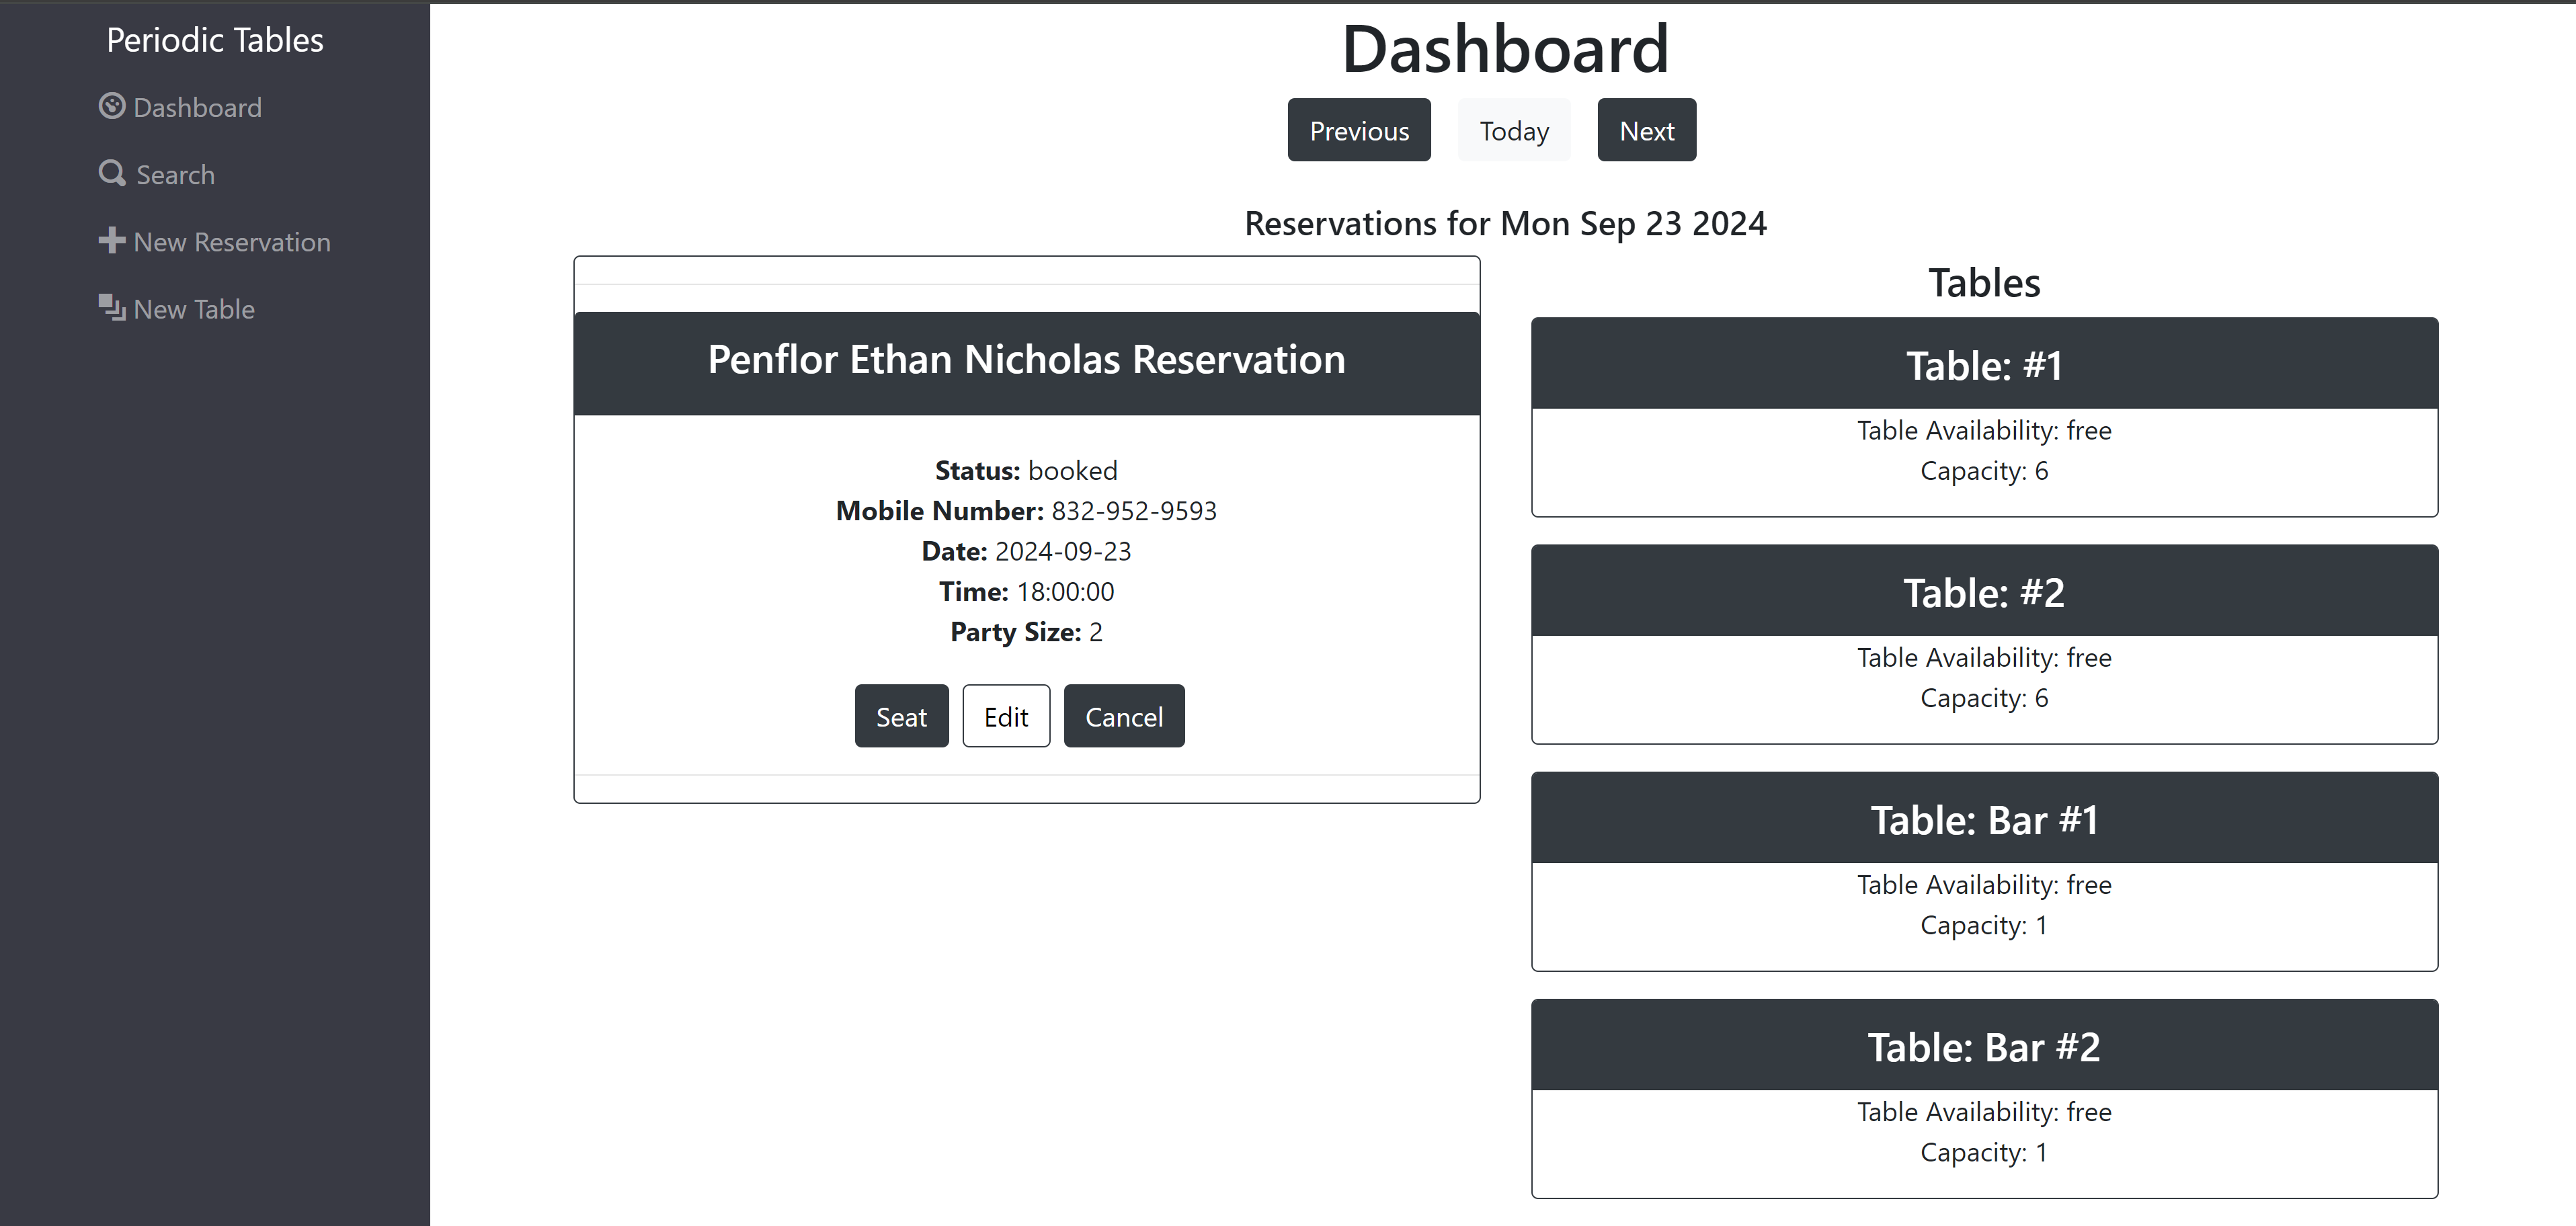 Periodic Tables
Dashboard
Search
New Reservation
New Table
Dashboard
Previous Today Next
Reservations for Mon Sep 23 2024
Penflor Ethan Nicholas Reservation
Status: booked
Mobile Number: 832-952-9593
Date: 2024-09-23
Time: 18:00:00
Party Size: 2
Seat Edit Cancel
Tables
Table: #1
Table Availability: free
Capacity: 6
Table: #2
Table Availability: free
Capacity: 6
Table: Bar #1
Table Availability: free
Capacity: 1
Table: Bar #2
Table Availability: free
Capacity: 1